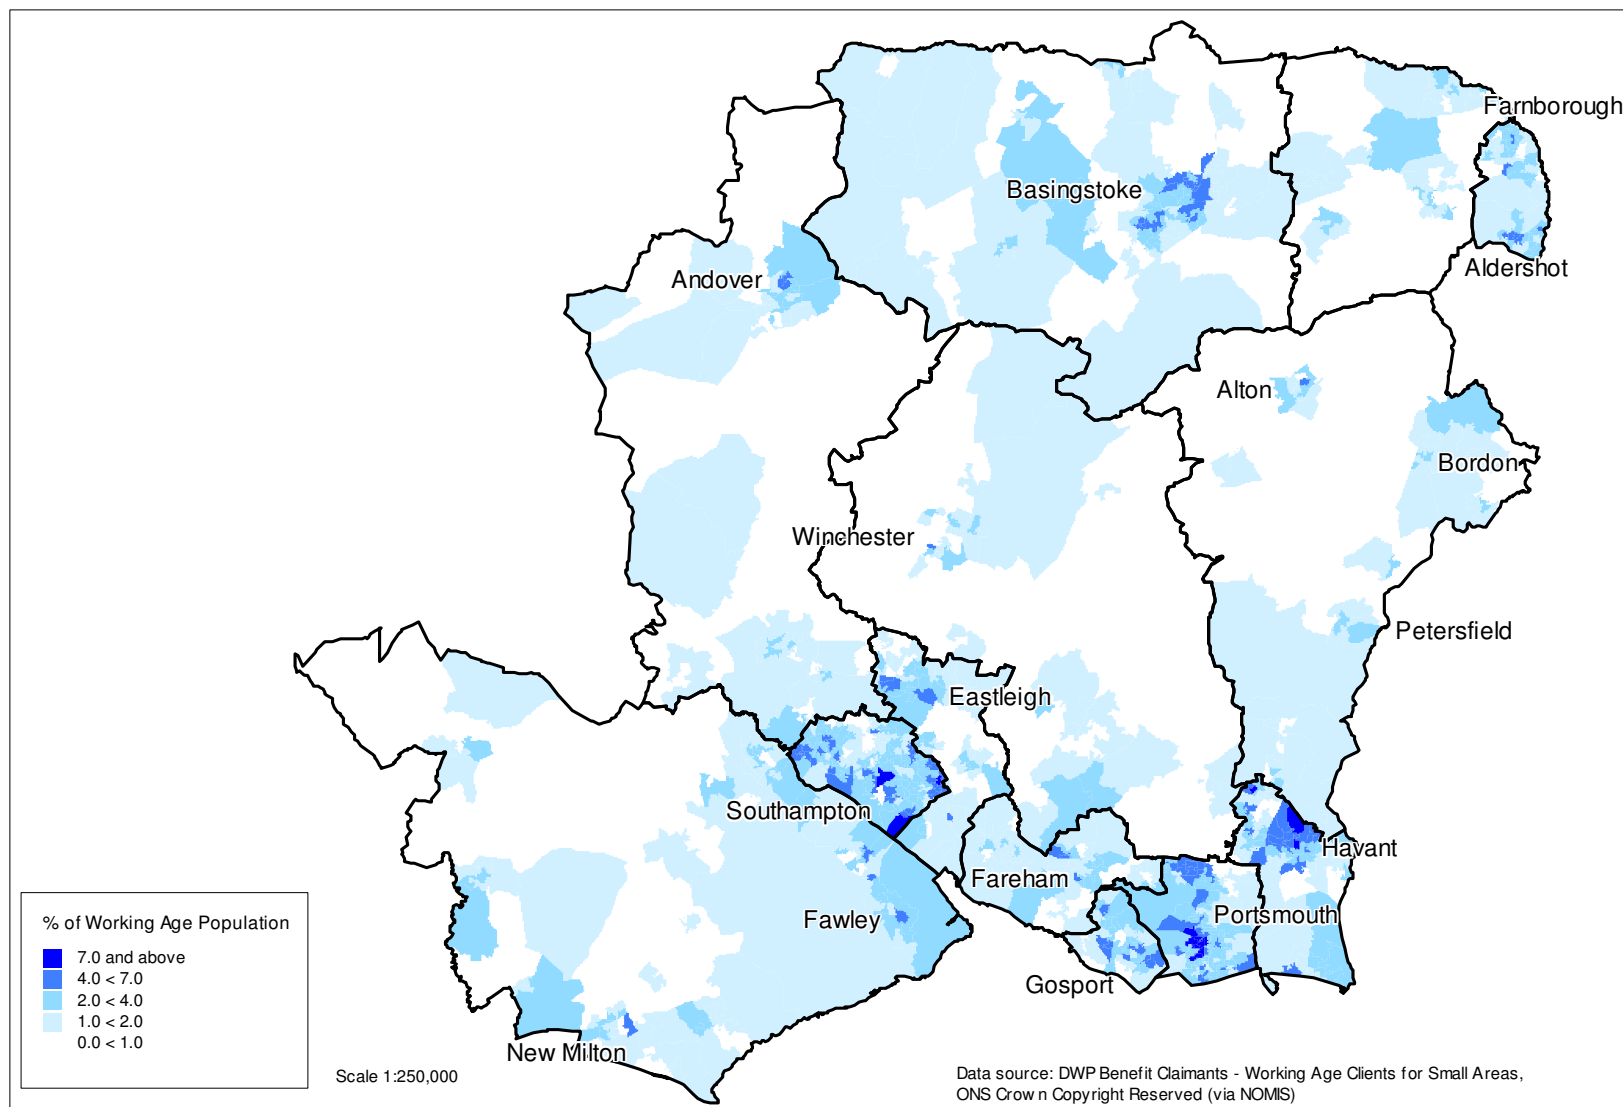 Farnborough
Basingstoke
Aldershot
Andover
Alton
Bordon
Winchester
Petersfield
Eastleigh
Southampton
Havant
Fareham
Fawley
Portsmouth
Gosport
New Milton
% of Working Age Population
7.0 and above
4.0 < 7.0
2.0 < 4.0
1.0 < 2.0
0.0 < 1.0
Scale 1:250,000
Data source: DWP Benefit Claimants - Working Age Clients for Small Areas,
ONS Crown Copyright Reserved (via NOMIS)